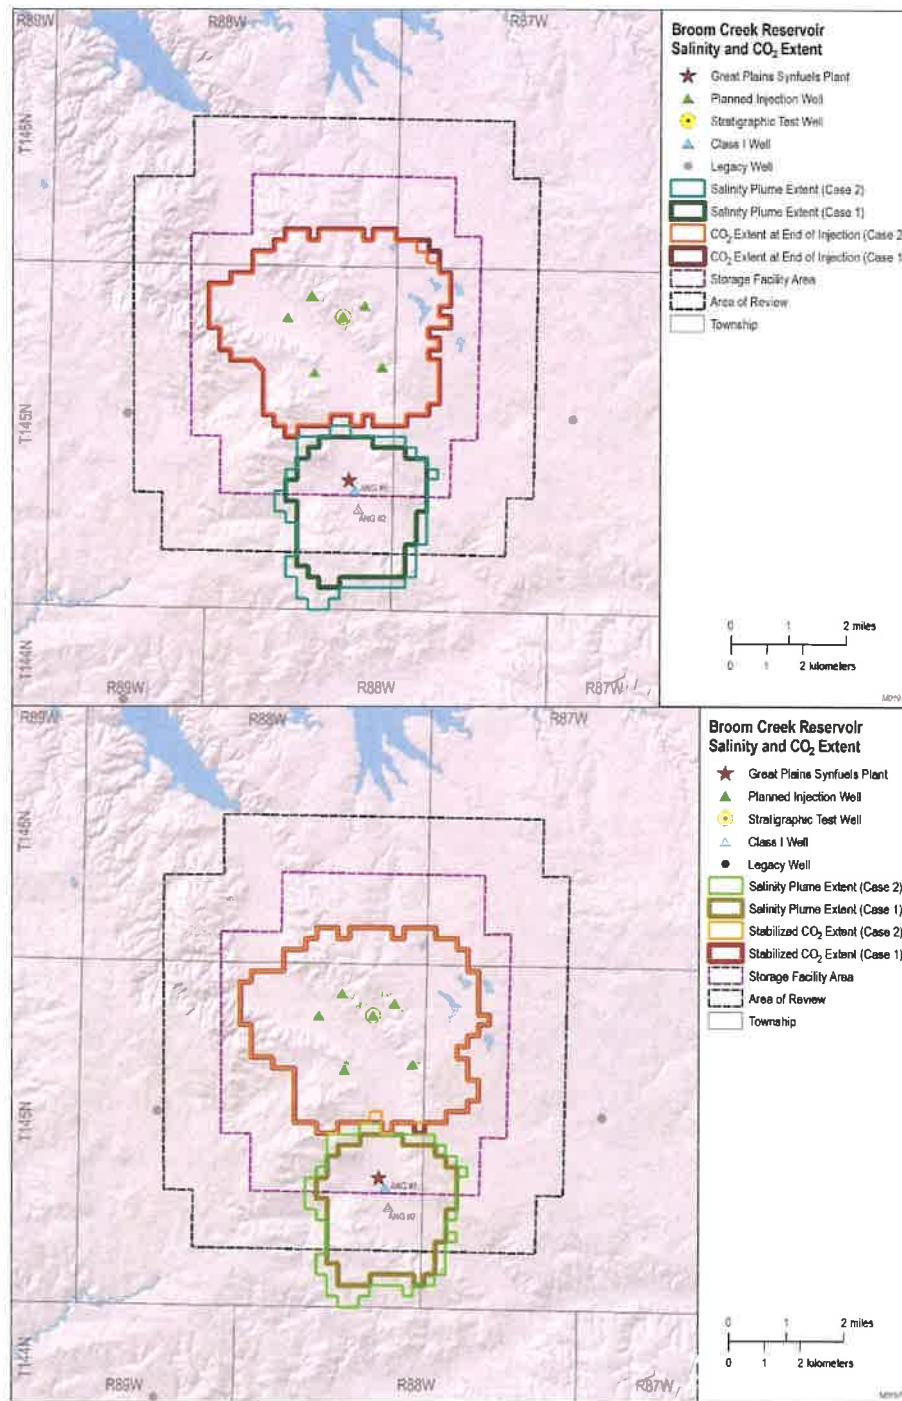 R89W
R88W
R87W
T146N
T145N
T144N
R89W
R88W
R87W
ANG #1
ANG #2
Broom Creek Reservoir
Salinity and CO₂ Extent
Great Plains Synfuels Plant
Planned Injection Well
Stratigraphic Test Well
Class I Well
Legacy Well
Salinity Plume Extent (Case 2)
Salinity Plume Extent (Case 1)
CO₂ Extent at End of Injection (Case 2
CO₂ Extent at End of Injection (Case 1
Storage Facility Area
Area of Review
Township
0 1 2 miles
0 1 2 kilometers
R89W
R88W
R87W
T146N
T145N
T144N
R89W
R88W
R87W
ANG #1
ANG #2
Broom Creek Reservoir
Salinity and CO₂ Extent
Great Plains Synfuels Plant
Planned Injection Well
Stratigraphic Test Well
Class I Well
Legacy Well
Salinity Plume Extent (Case 2)
Salinity Plume Extent (Case 1)
Stabilized CO₂ Extent (Case 2)
Stabilized CO₂ Extent (Case 1)
Storage Facility Area
Area of Review
Township
0 1 2 miles
0 1 2 kilometers